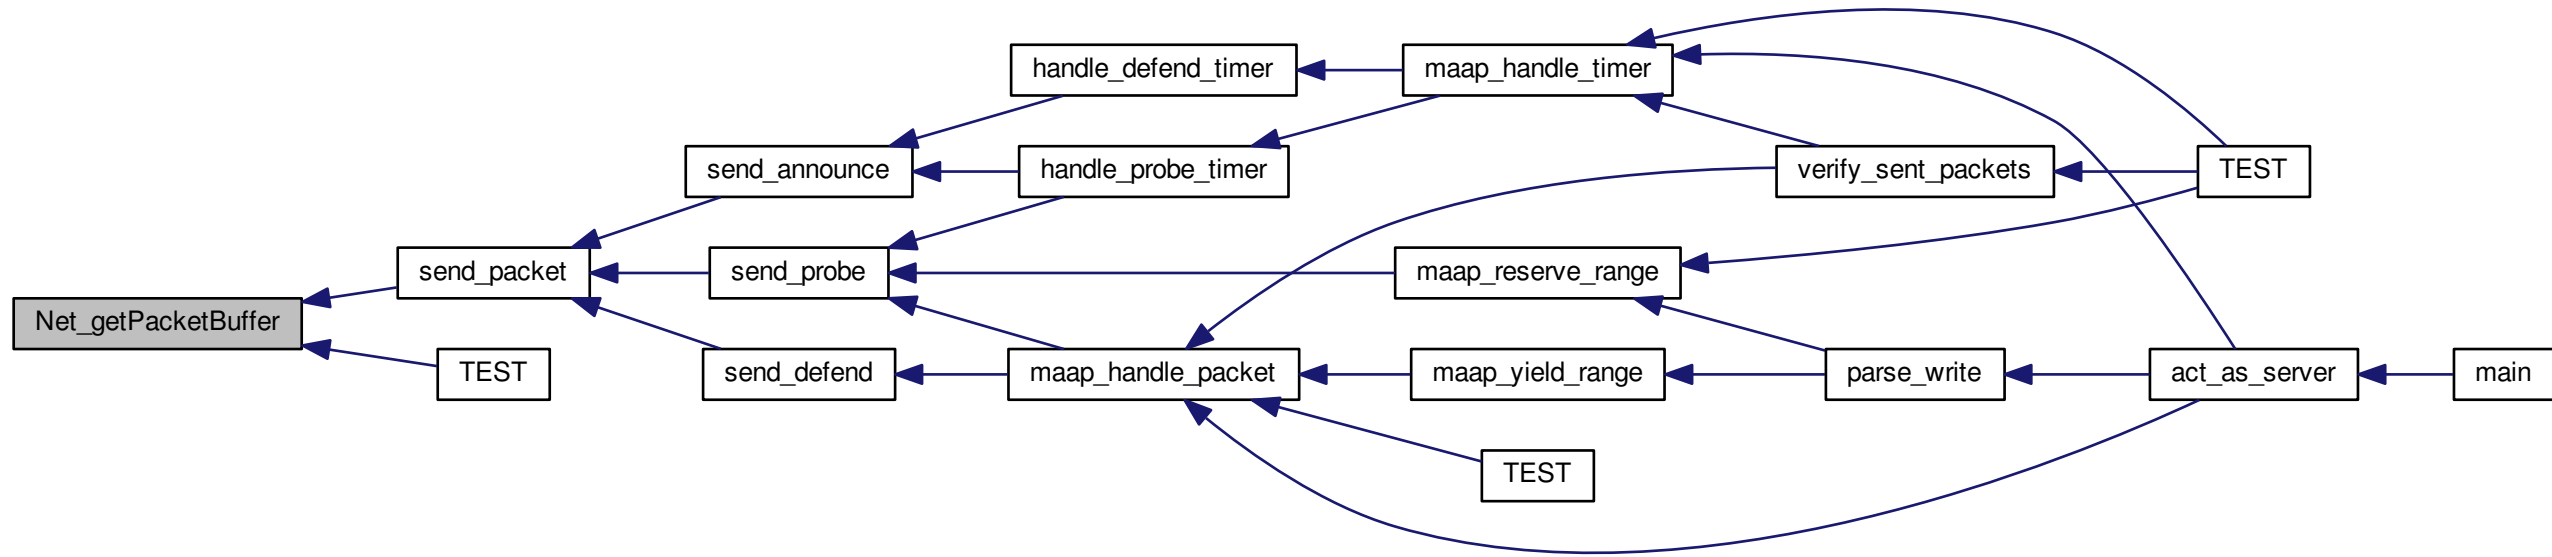 handle_defend_timer
maap_handle_timer
send_announce
handle_probe_timer
verify_sent_packets
TEST
send_packet
send_probe
maap_reserve_range
Net_getPacketBuffer
TEST
send_defend
maap_handle_packet
maap_yield_range
parse_write
act_as_server
main
TEST